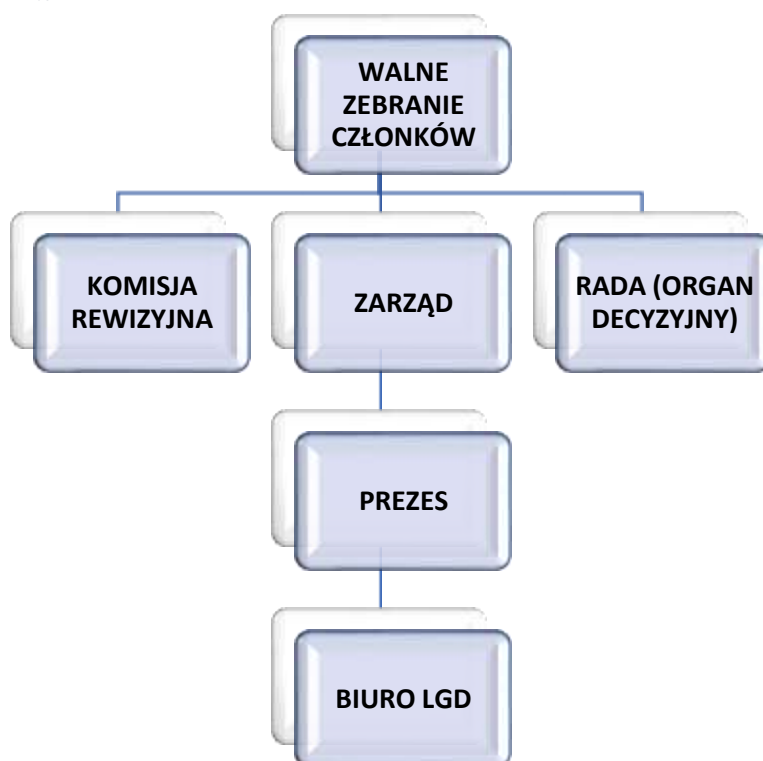 WALNE
ZEBRANIE
CZŁONKÓW
KOMISJA
REWIZYJNA
ZARZĄD
RADA (ORGAN
DECYZYJNY)
PREZES
BIURO LGD